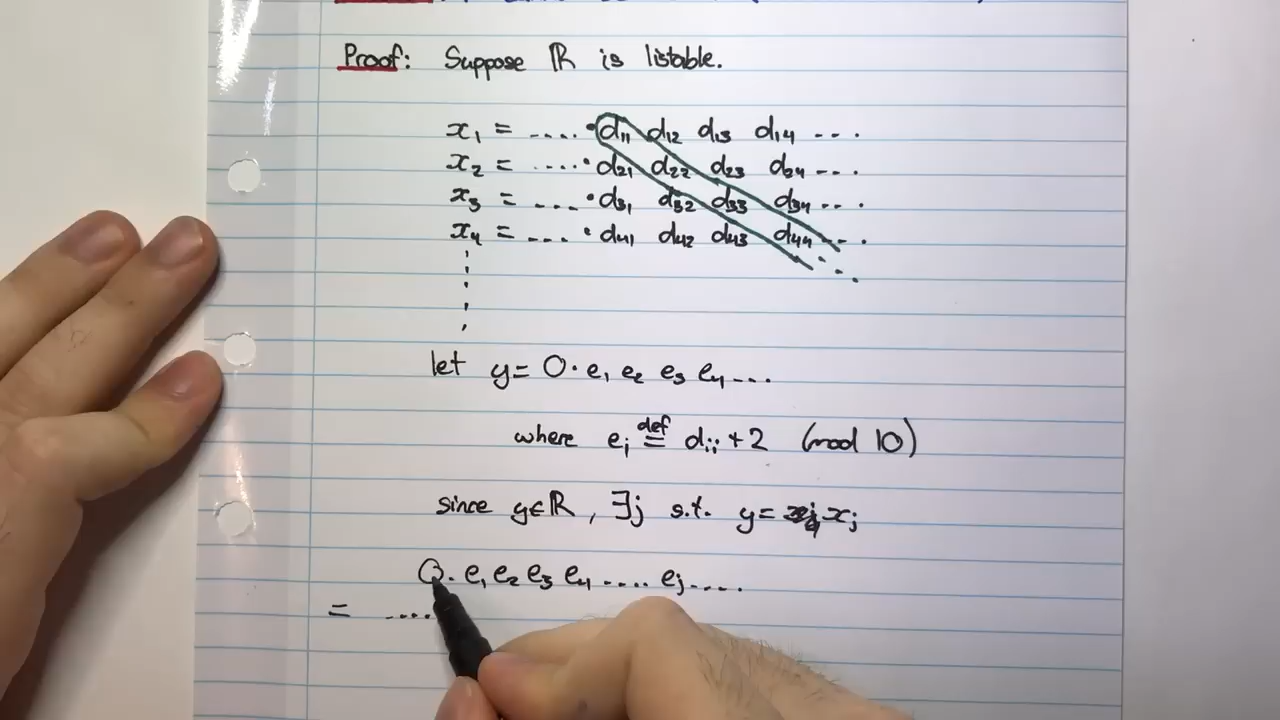 Proof: Suppose ℝ is listable.
x₁ = ....·d₁₁ d₁₂ d₁₃ d₁₄ ...
x₂ = ....·d₂₁ d₂₂ d₂₃ d₂₄ ...
x₃ = ....·d₃₁ d₃₂ d₃₃ d₃₄ ...
x₄ = ....·d₄₁ d₄₂ d₄₃ d₄₄ ...
let y = 0·e₁ e₂ e₃ e₄ ...
where eᵢ ≝ dᵢᵢ + 2 (mod 10)
since y∈ℝ, ∃j s.t. y = xⱼ
0·e₁ e₂ e₃ e₄ .... eⱼ ....
= ....